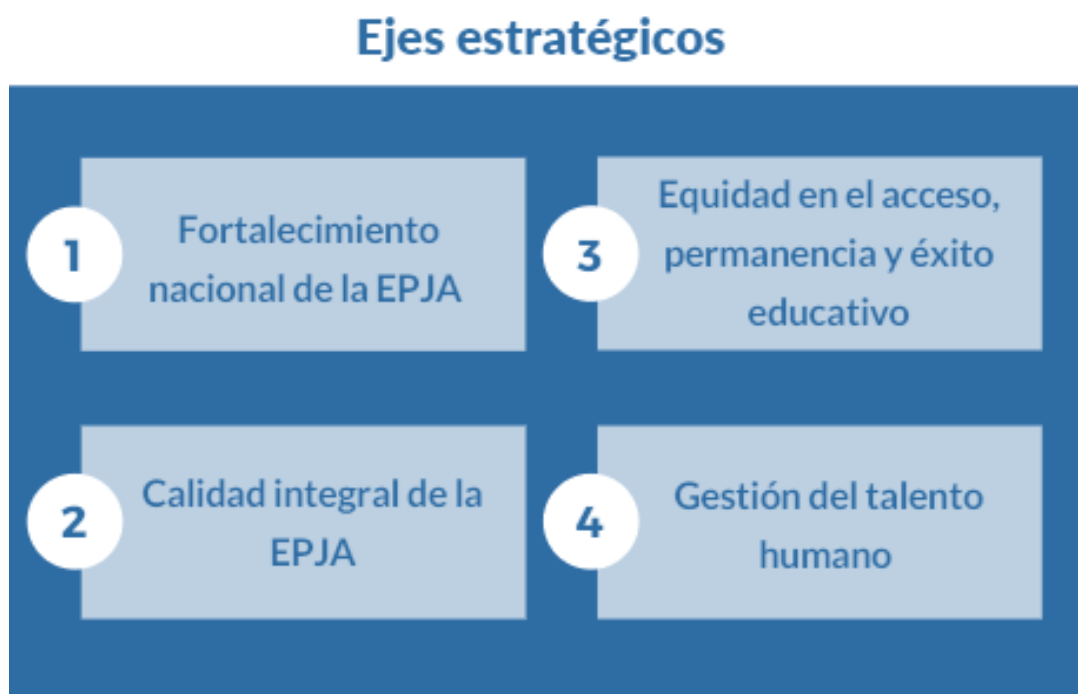 Ejes estratégicos
1
Fortalecimiento
nacional de la EPJA
2
Calidad integral de la
EPJA
3
Equidad en el acceso,
permanencia y éxito
educativo
4
Gestión del talento
humano